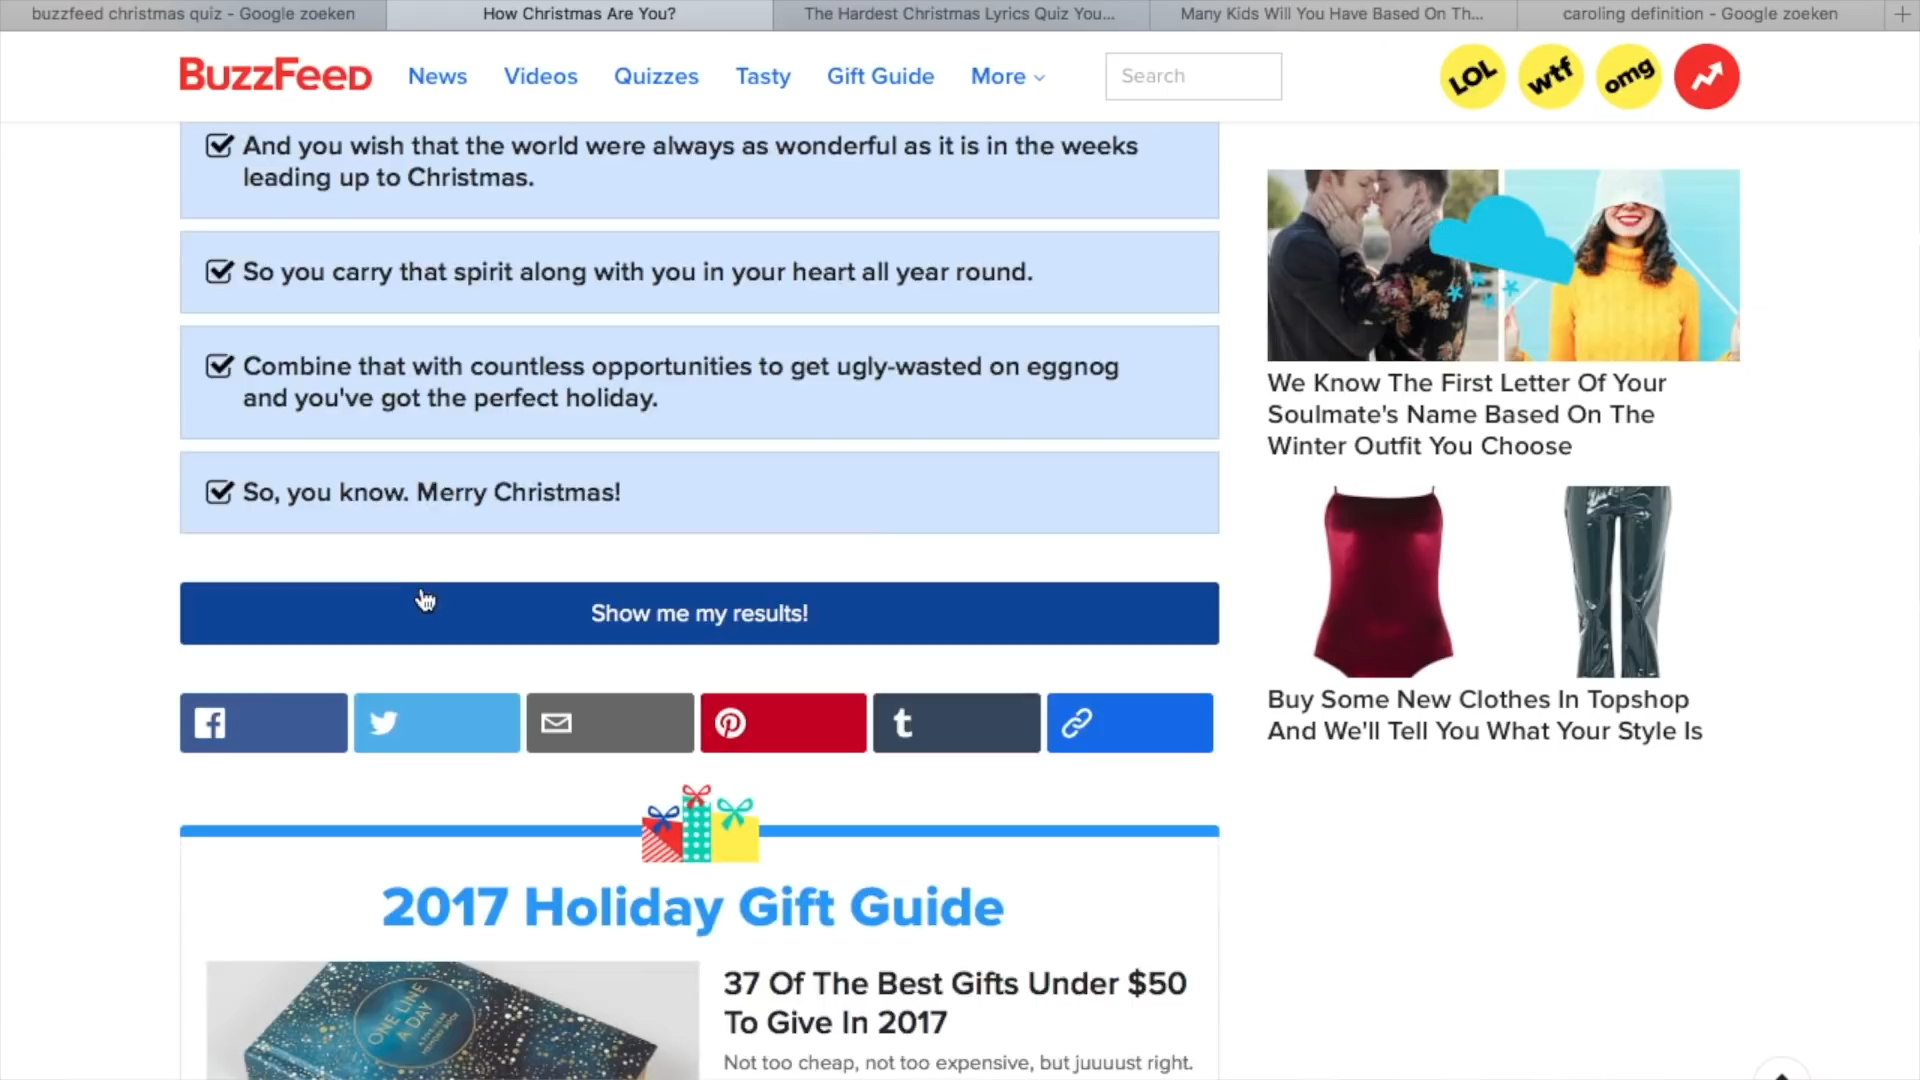 buzzfeed christmas quiz - Google zoeken
How Christmas Are You?
The Hardest Christmas Lyrics Quiz You...
Many Kids Will You Have Based On Th...
caroling definition - Google zoeken
BuzzFeed
News
Videos
Quizzes
Tasty
Gift Guide
More
Search
LOL
wtf
omg
And you wish that the world were always as wonderful as it is in the weeks
leading up to Christmas.
So you carry that spirit along with you in your heart all year round.
Combine that with countless opportunities to get ugly-wasted on eggnog
and you've got the perfect holiday.
So, you know. Merry Christmas!
Show me my results!
2017 Holiday Gift Guide
ONE LINE
A DAY
37 Of The Best Gifts Under $50
To Give In 2017
Not too cheap, not too expensive, but juuuust right.
We Know The First Letter Of Your
Soulmate's Name Based On The
Winter Outfit You Choose
Buy Some New Clothes In Topshop
And We'll Tell You What Your Style Is